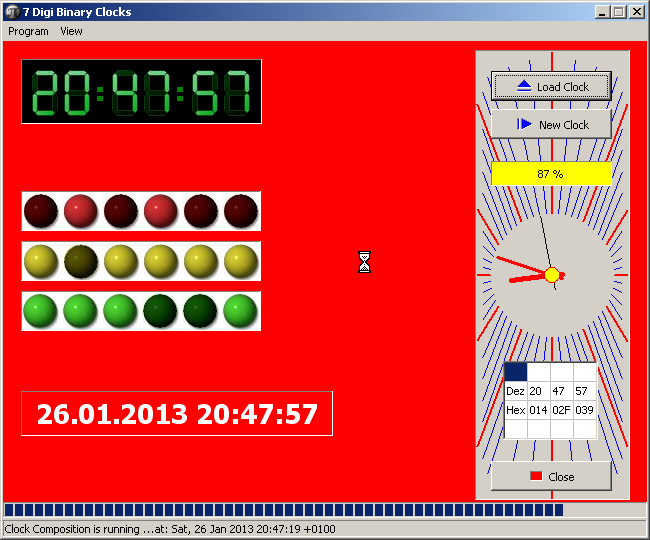 7 Digi Binary Clocks
Program View
20:47:57
Load Clock
New Clock
87 %
26.01.2013 20:47:57
Dez 20 47 57
Hex 014 02F 039
Close
Clock Composition is running ...at: Sat, 26 Jan 2013 20:47:19 +0100